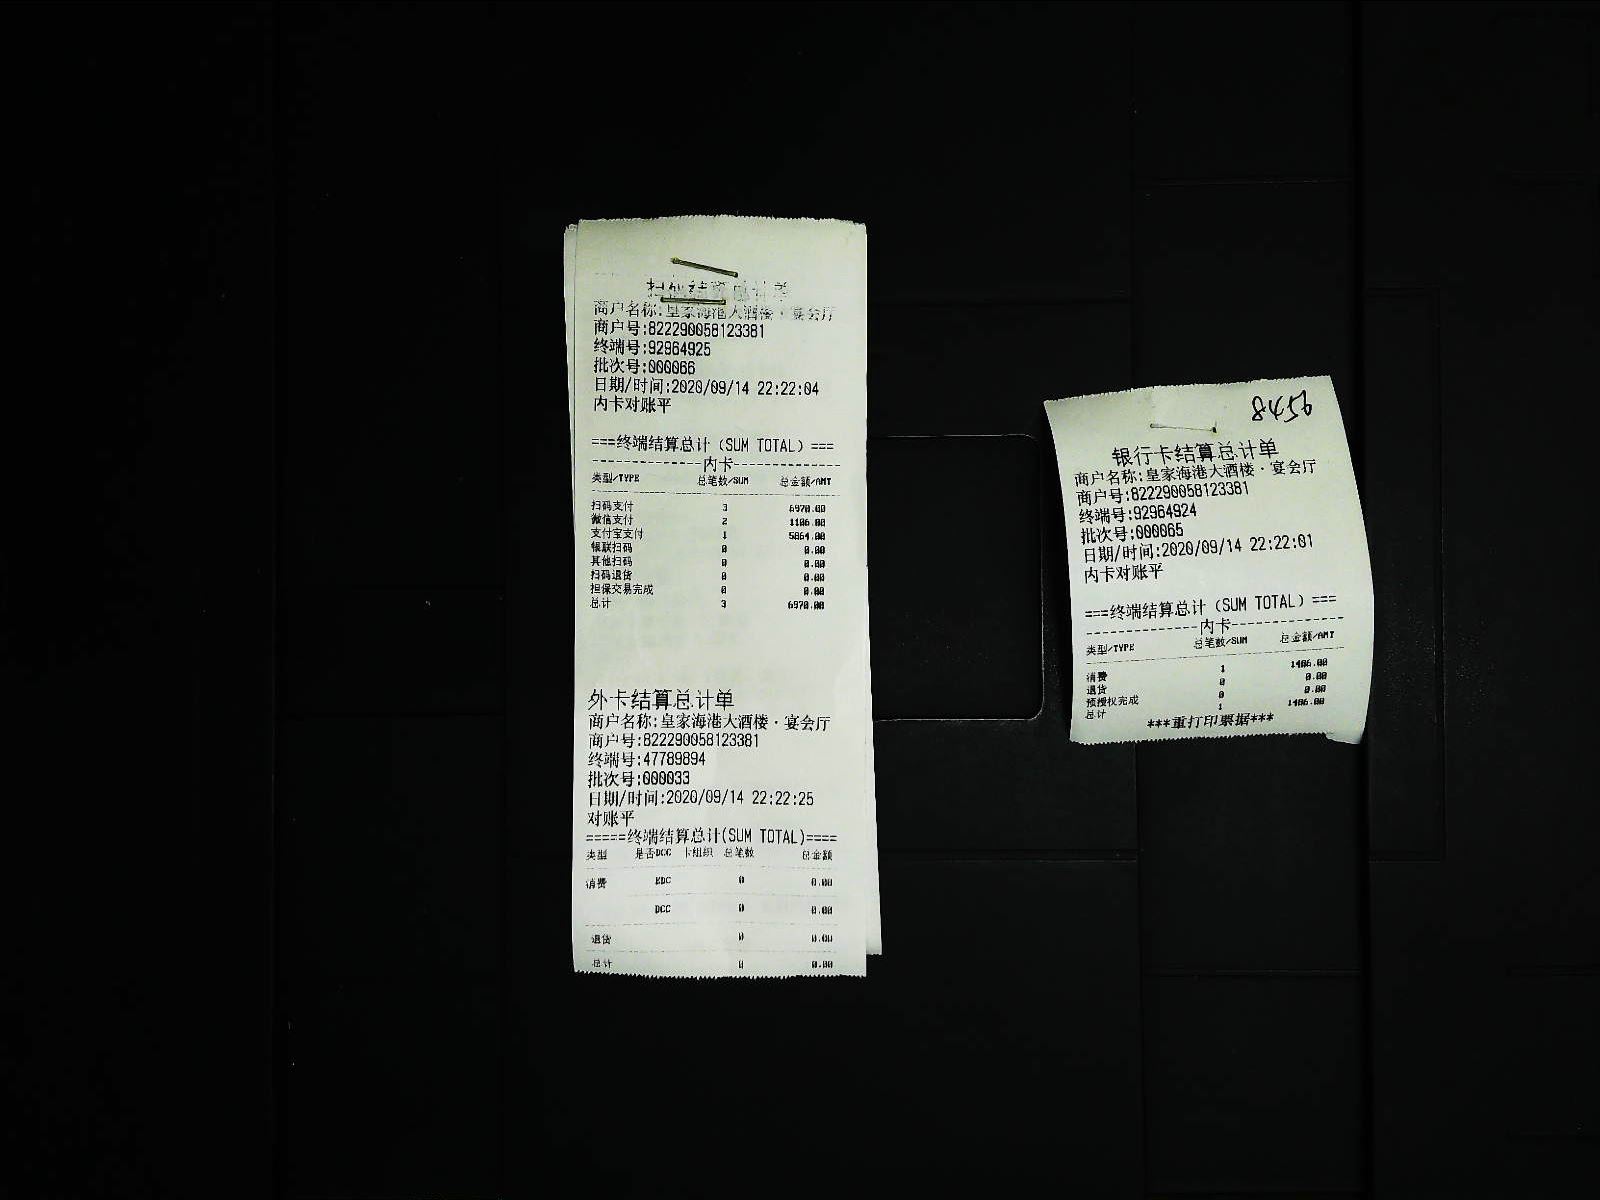 扫码结算总计单
商户名称:皇家海港大酒楼·宴会厅
商户号:822290058123381
终端号:92964925
批次号:000066
日期/时间:2020/09/14 22:22:04
内卡对账平
===终端结算总计(SUM TOTAL)===
---------------内卡---------------
类型/TYPE 总笔数/SUM 总金额/AMT
扫码支付 3 6970.00
微信支付 2 1106.00
支付宝支付 1 5864.00
银联扫码 0 0.00
其他扫码 0 0.00
扫码退货 0 0.00
担保交易完成 0 0.00
总计 3 6970.00
外卡结算总计单
商户名称:皇家海港大酒楼·宴会厅
商户号:822290058123381
终端号:47789894
批次号:000033
日期/时间:2020/09/14 22:22:25
对账平
=====终端结算总计(SUM TOTAL)====
类型 是否DCC 卡组织 总笔数 总金额
消费 EDC 0 0.00
DCC 0 0.00
退货 0 0.00
总计 0 0.00
银行卡结算总计单
商户名称:皇家海港大酒楼·宴会厅
商户号:822290058123381
终端号:92964924
批次号:000065
日期/时间:2020/09/14 22:22:01
内卡对账平
===终端结算总计(SUM TOTAL)===
---------------内卡---------------
类型/TYPE 总笔数/SUM 总金额/AMT
消费 1 1486.00
退货 0 0.00
预授权完成 0 0.00
总计 1 1486.00
***重打印票据***